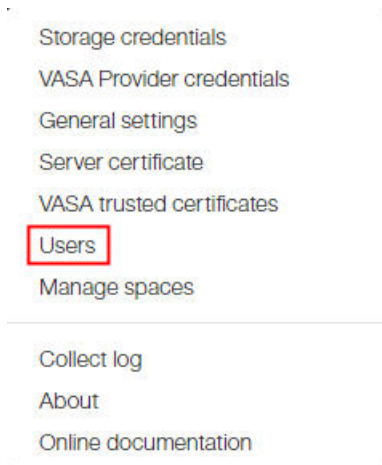 Storage credentials
VASA Provider credentials
General settings
Server certificate
VASA trusted certificates
Users
Manage spaces
Collect log
About
Online documentation